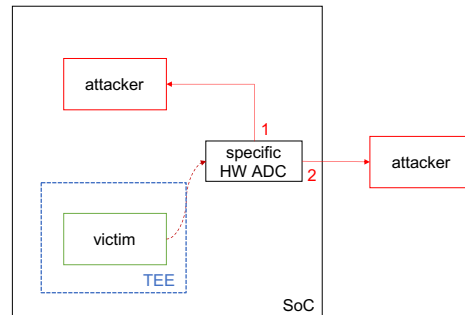 attacker
1
specific
HW ADC
2
attacker
victim
TEE
SoC